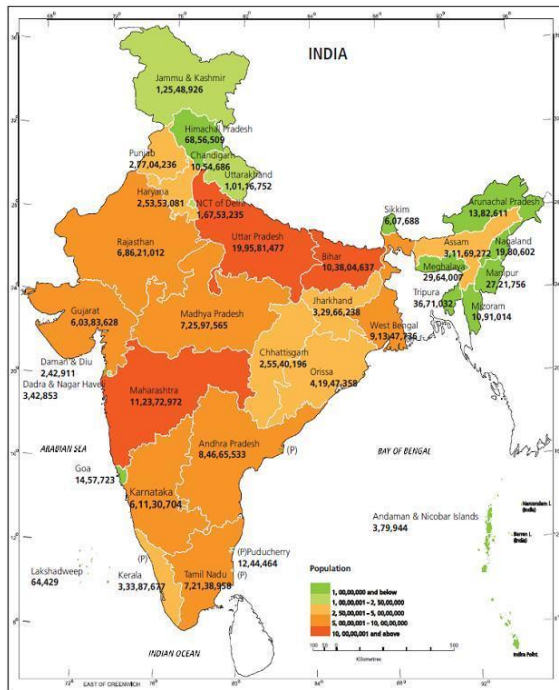 INDIA
Jammu & Kashmir
1,25,48,926
Himachal Pradesh
68,56,509
Punjab
2,77,04,236
Chandigarh
10,54,686
Uttarakhand
1,01,16,752
Haryana
2,53,53,081
NCT of Delhi
1,67,53,235
Sikkim
6,07,688
Arunachal Pradesh
13,82,611
Rajasthan
6,86,21,012
Uttar Pradesh
19,95,81,477
Bihar
10,38,04,637
Assam
3,11,69,272
Nagaland
19,80,602
Meghalaya
29,64,007
Manipur
27,21,756
Tripura
36,71,032
Mizoram
10,91,014
Gujarat
6,03,83,628
Madhya Pradesh
7,25,97,565
Jharkhand
3,29,66,238
West Bengal
9,13,47,736
Daman & Diu
2,42,911
Dadra & Nagar Haveli
3,42,853
Chhattisgarh
2,55,40,196
Orissa
4,19,47,358
Maharashtra
11,23,72,972
ARABIAN SEA
Andhra Pradesh
8,46,65,533
(P)
BAY OF BENGAL
Goa
14,57,723
Karnataka
6,11,30,704
Andaman & Nicobar Islands
3,79,944
Narcondam I.
(India)
Barren I.
(India)
Lakshadweep
64,429
(P)
Kerala
3,33,87,677
Tamil Nadu
7,21,38,958
(P)Puducherry
12,44,464
(P)
Indira Point
INDIAN OCEAN
Population
1,00,00,000 and below
1,00,00,001 - 2,50,00,000
2,50,00,001 - 5,00,00,000
5,00,00,001 - 10,00,00,000
10,00,00,001 and above
Kilometres
EAST OF GREENWICH